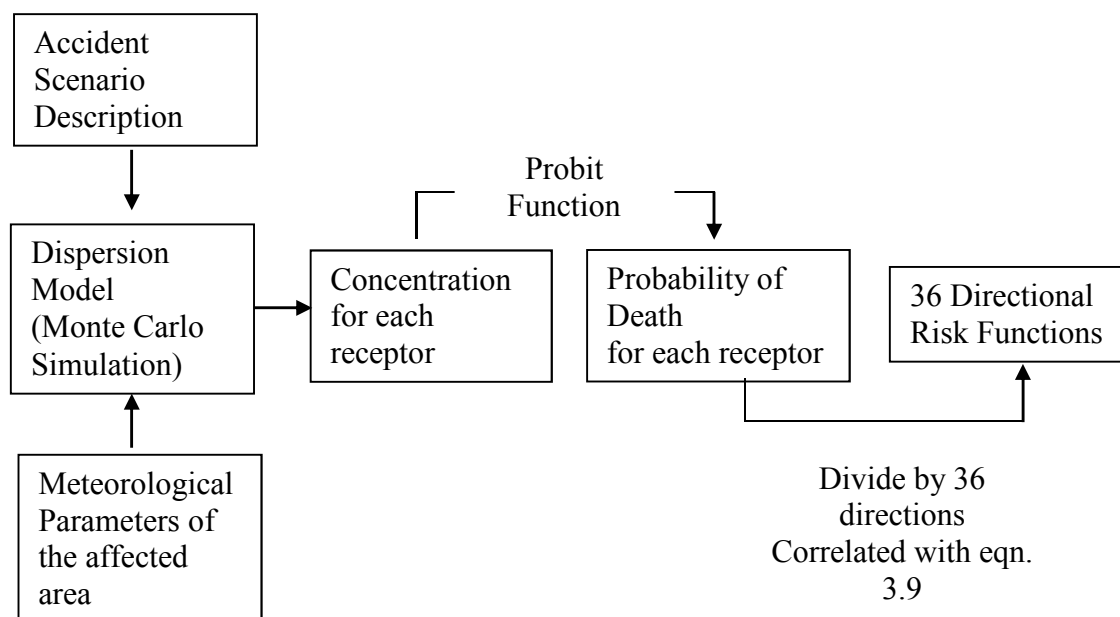 Accident
Scenario
Description
Probit
Function
Dispersion
Model
(Monte Carlo
Simulation)
Concentration
for each
receptor
Probability of
Death
for each receptor
36 Directional
Risk Functions
Meteorological
Parameters of
the affected
area
Divide by 36
directions
Correlated with eqn.
3.9